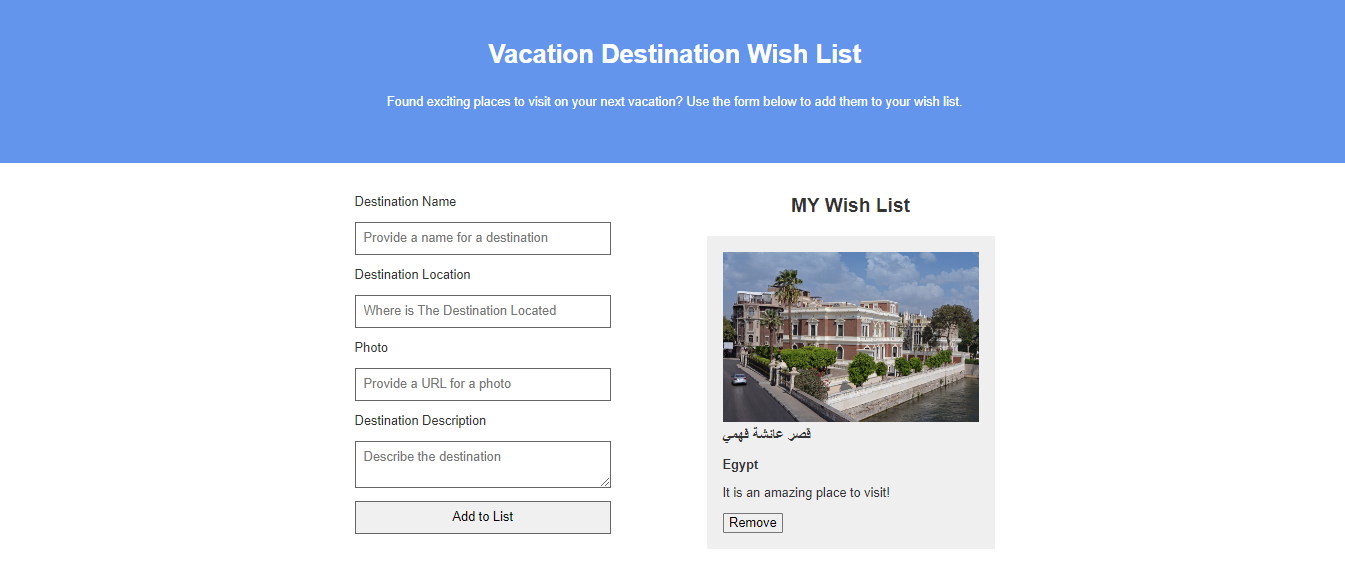 Vacation Destination Wish List
Found exciting places to visit on your next vacation? Use the form below to add them to your wish list.
Destination Name
Provide a name for a destination
Destination Location
Where is The Destination Located
Photo
Provide a URL for a photo
Destination Description
Describe the destination
Add to List
MY Wish List
قصر عائشة فهمي
Egypt
It is an amazing place to visit!
Remove